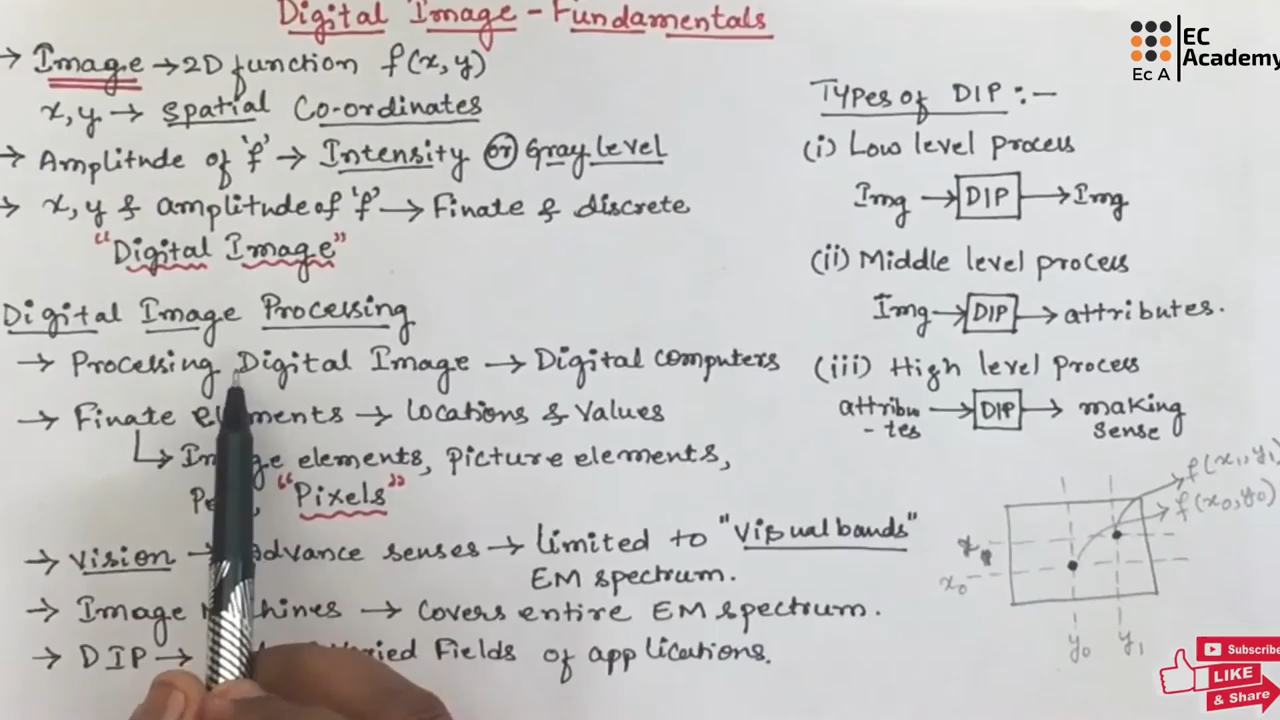 Digital Image - Fundamentals
→ Image → 2D function f(x,y)
x,y → Spatial Co-ordinates
→ Amplitude of 'f' → Intensity or Gray level
→ x,y & amplitude of 'f' → Finate & discrete
"Digital Image"
Digital Image Processing
→ Processing Digital Image → Digital computers
→ Finate elements → Locations & Values
↳ Image elements, picture elements,
"Pixels"
→ Vision → Advance senses → limited to "Visual bands"
EM spectrum.
→ Image → Covers entire EM spectrum.
→ DIP → Fields of applications.
Types of DIP :-
(i) Low level process
Img → DIP → Img
(ii) Middle level process
Img → DIP → attributes.
(iii) High level process
attribu → DIP → making
-tes sense
f(x1,y1)
f(x0,y0)
x0
y0 y1
EC
Academy
Ec A
Subscribe
LIKE
& Share